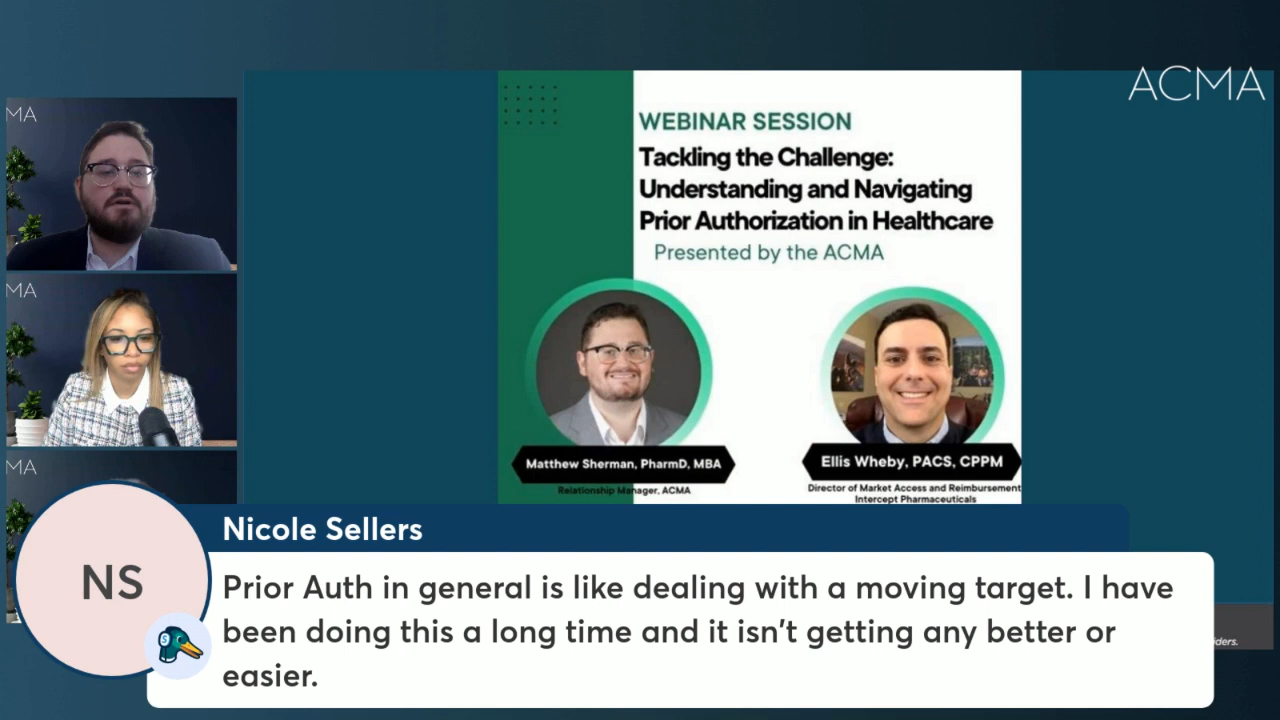 ACMA
MA
MA
MA
WEBINAR SESSION
Tackling the Challenge:
Understanding and Navigating
Prior Authorization in Healthcare
Presented by the ACMA
Matthew Sherman, PharmD, MBA
Relationship Manager, ACMA
Ellis Wheby, PACS, CPPM
Director of Market Access and Reimbursement
Intercept Pharmaceuticals
NS
Nicole Sellers
Prior Auth in general is like dealing with a moving target. I have
been doing this a long time and it isn't getting any better or
easier.
iders.